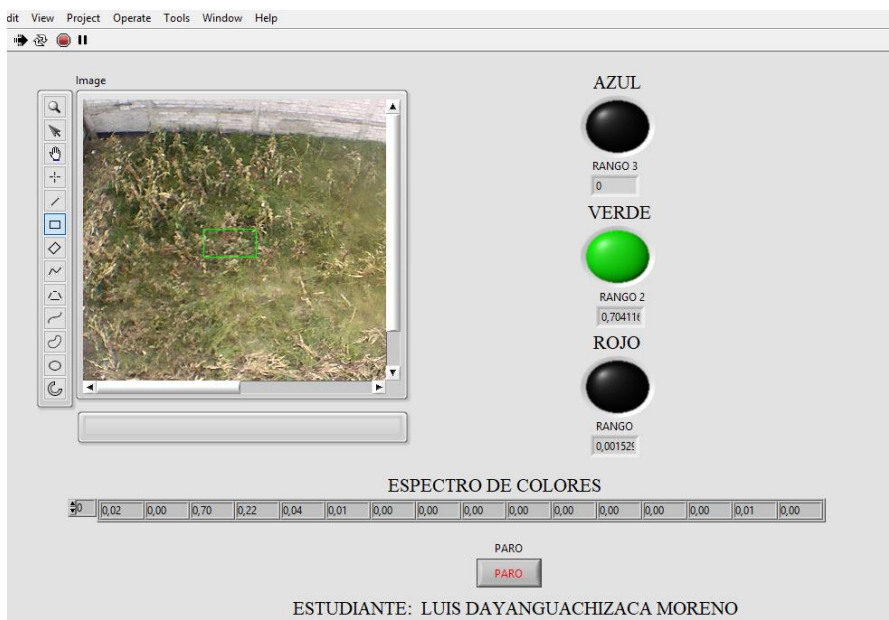 dit View Project Operate Tools Window Help
Image
AZUL
RANGO 3
0
VERDE
RANGO 2
0,704116
ROJO
RANGO
0,001529
ESPECTRO DE COLORES
0 0,02 0,00 0,70 0,22 0,04 0,01 0,00 0,00 0,00 0,00 0,00 0,00 0,00 0,00 0,01 0,00
PARO
PARO
ESTUDIANTE: LUIS DAYANGUACHIZACA MORENO